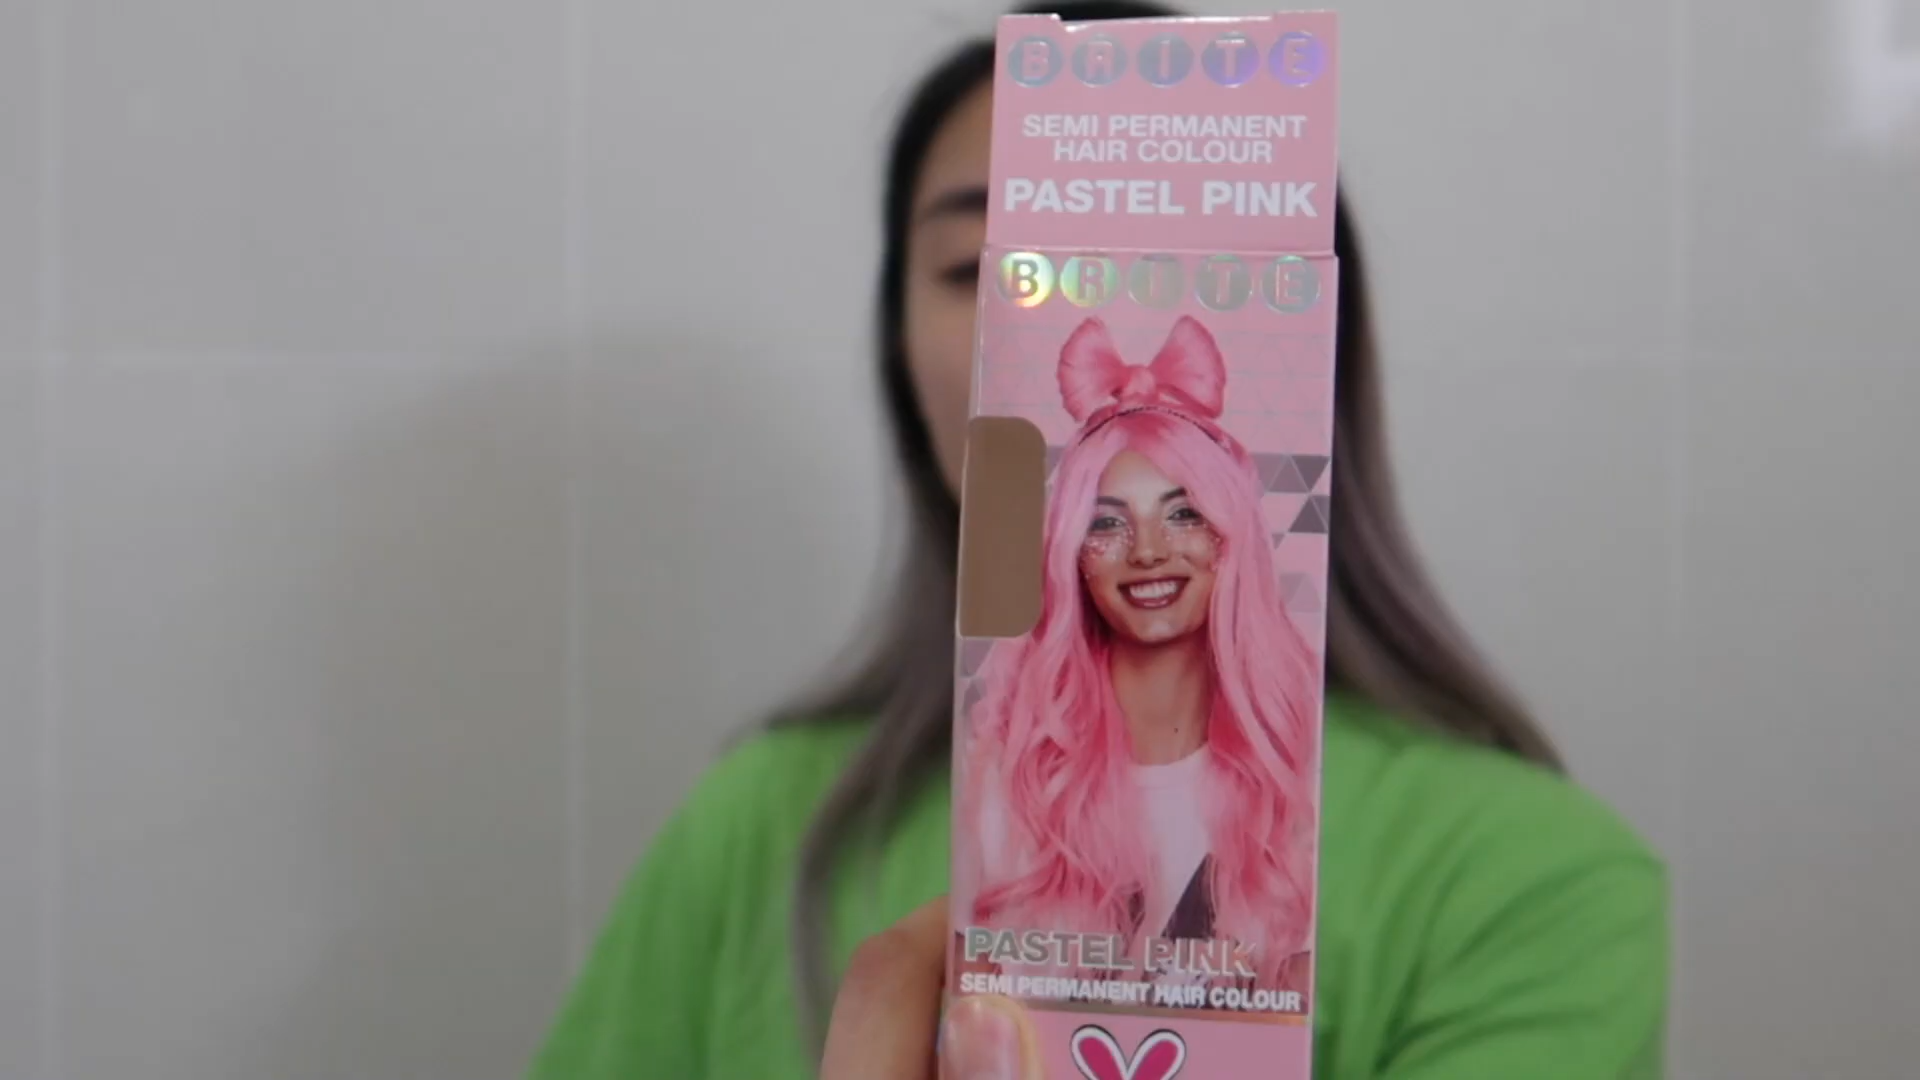 BRITE
SEMI PERMANENT
HAIR COLOUR
PASTEL PINK
BRITE
PASTEL PINK
SEMI PERMANENT HAIR COLOUR